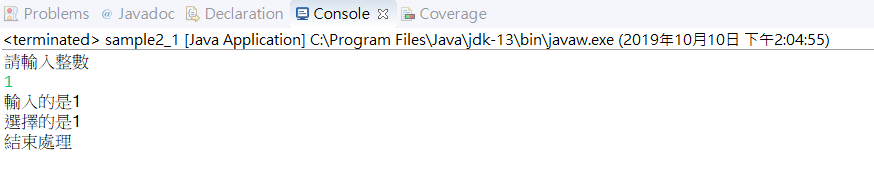 Problems @ Javadoc Declaration Console Coverage
<terminated> sample2_1 [Java Application] C:\Program Files\Java\jdk-13\bin\javaw.exe (2019年10月10日 下午2:04:55)
請輸入整數
1
輸入的是1
選擇的是1
結束處理